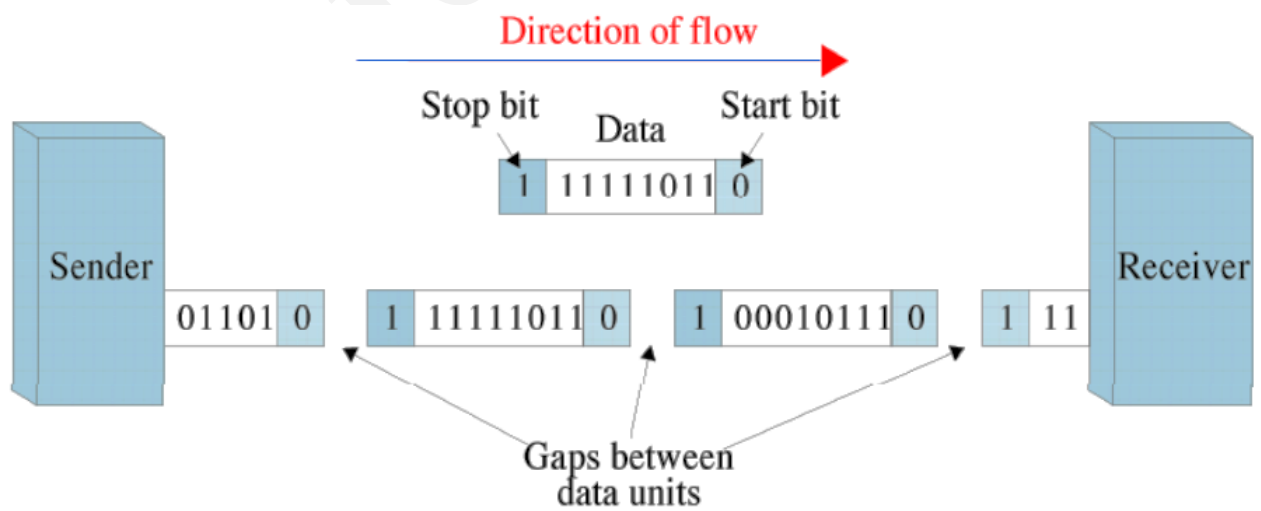 Direction of flow
Stop bit
Start bit
Data
1 11111011 0
Sender
Receiver
01101 0
1 11111011 0
1 00010111 0
1 11
Gaps between
data units